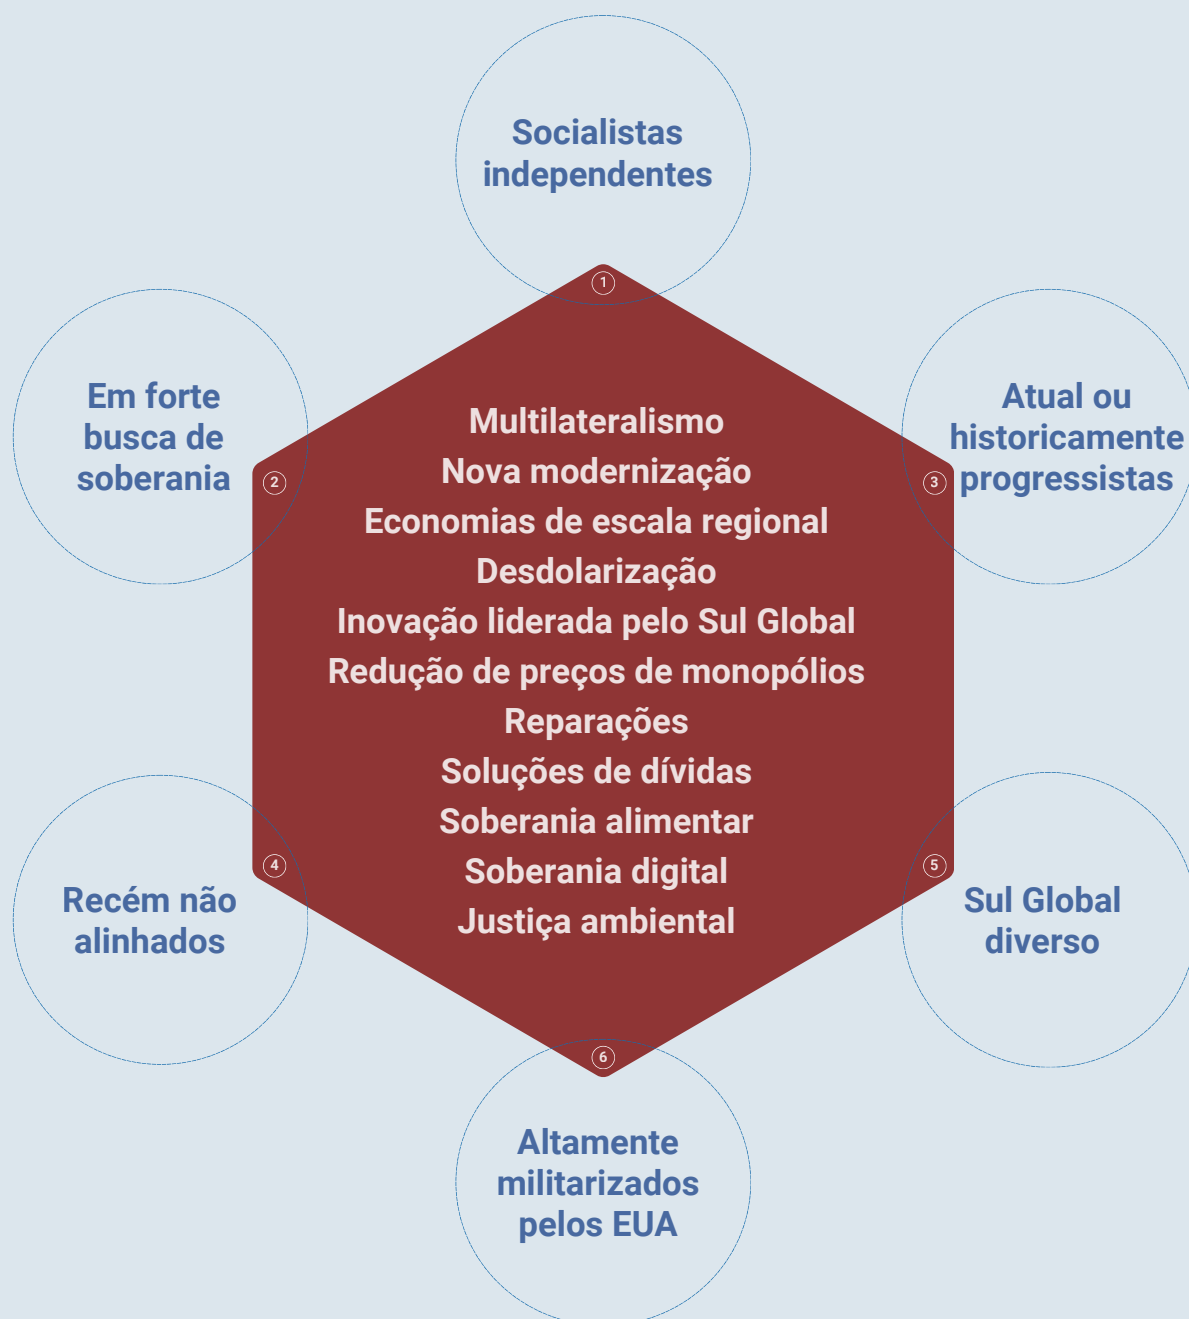 Socialistas
independentes
1
Em forte
busca de
soberania
2
Atual ou
historicamente
progressistas
3
Multilateralismo
Nova modernização
Economias de escala regional
Desdolarização
Inovação liderada pelo Sul Global
Redução de preços de monopólios
Reparações
Soluções de dívidas
Soberania alimentar
Soberania digital
Justiça ambiental
4
Recém não
alinhados
5
Sul Global
diverso
6
Altamente
militarizados
pelos EUA